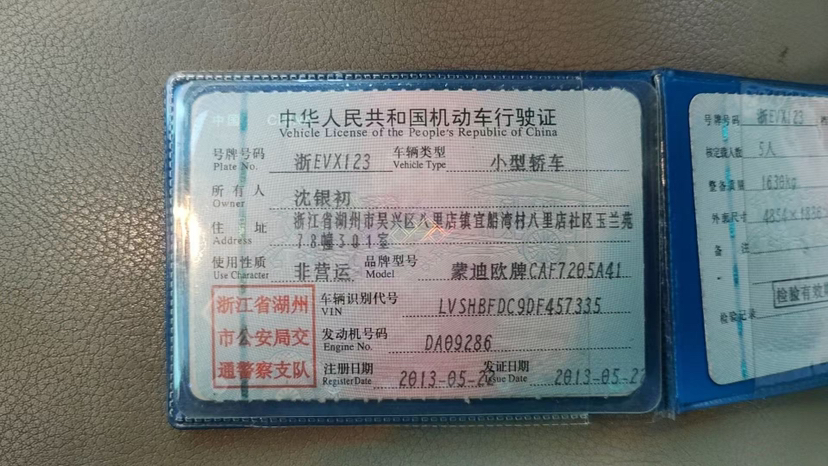 中华人民共和国机动车行驶证
Vehicle License of the People's Republic of China
号牌号码 浙EVX123 车辆类型 小型轿车
Plate No. Vehicle Type
所有人 沈银初
Owner
住址 浙江省湖州市吴兴区八里店镇宜船湾村八里店社区玉兰苑
Address 78幢301室
使用性质 非营运 品牌型号 蒙迪欧牌CAF7205A41
Use Character Model
浙江省湖州
市公安局交
通警察支队
车辆识别代号 LVSHBFDC9DF457335
VIN
发动机号码 DA09286
Engine No.
注册日期 2013-05-22 发证日期 2013-05-22
Register Date Issue Date
号牌号码 浙EVX123
核定载人数 5人
整备质量 1630kg
外廓尺寸
备注
检验有效
检验记录